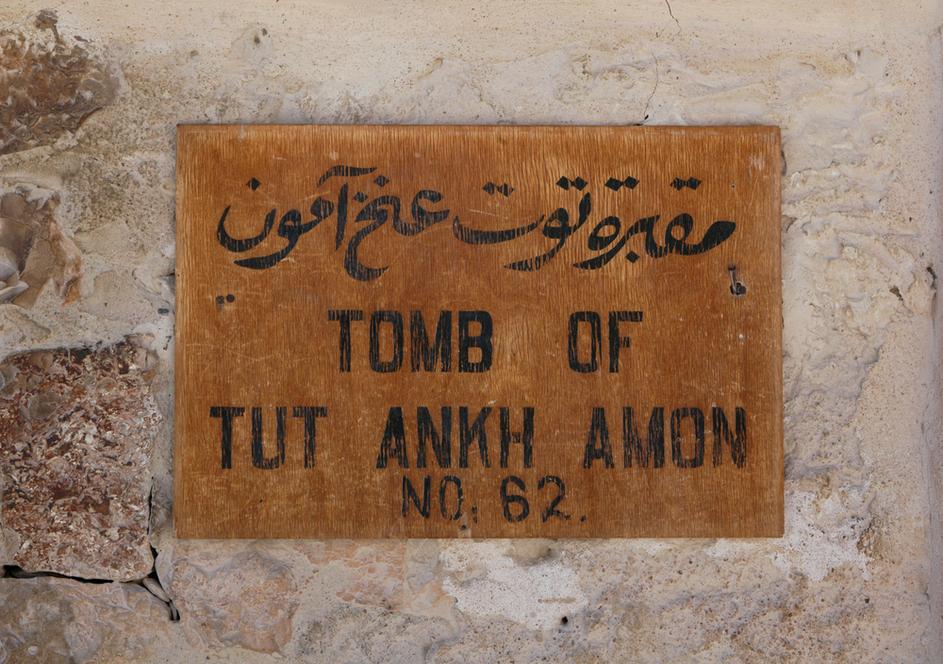 مقبرة توت عنخ آمون
TOMB OF
TUT ANKH AMON
NO. 62.